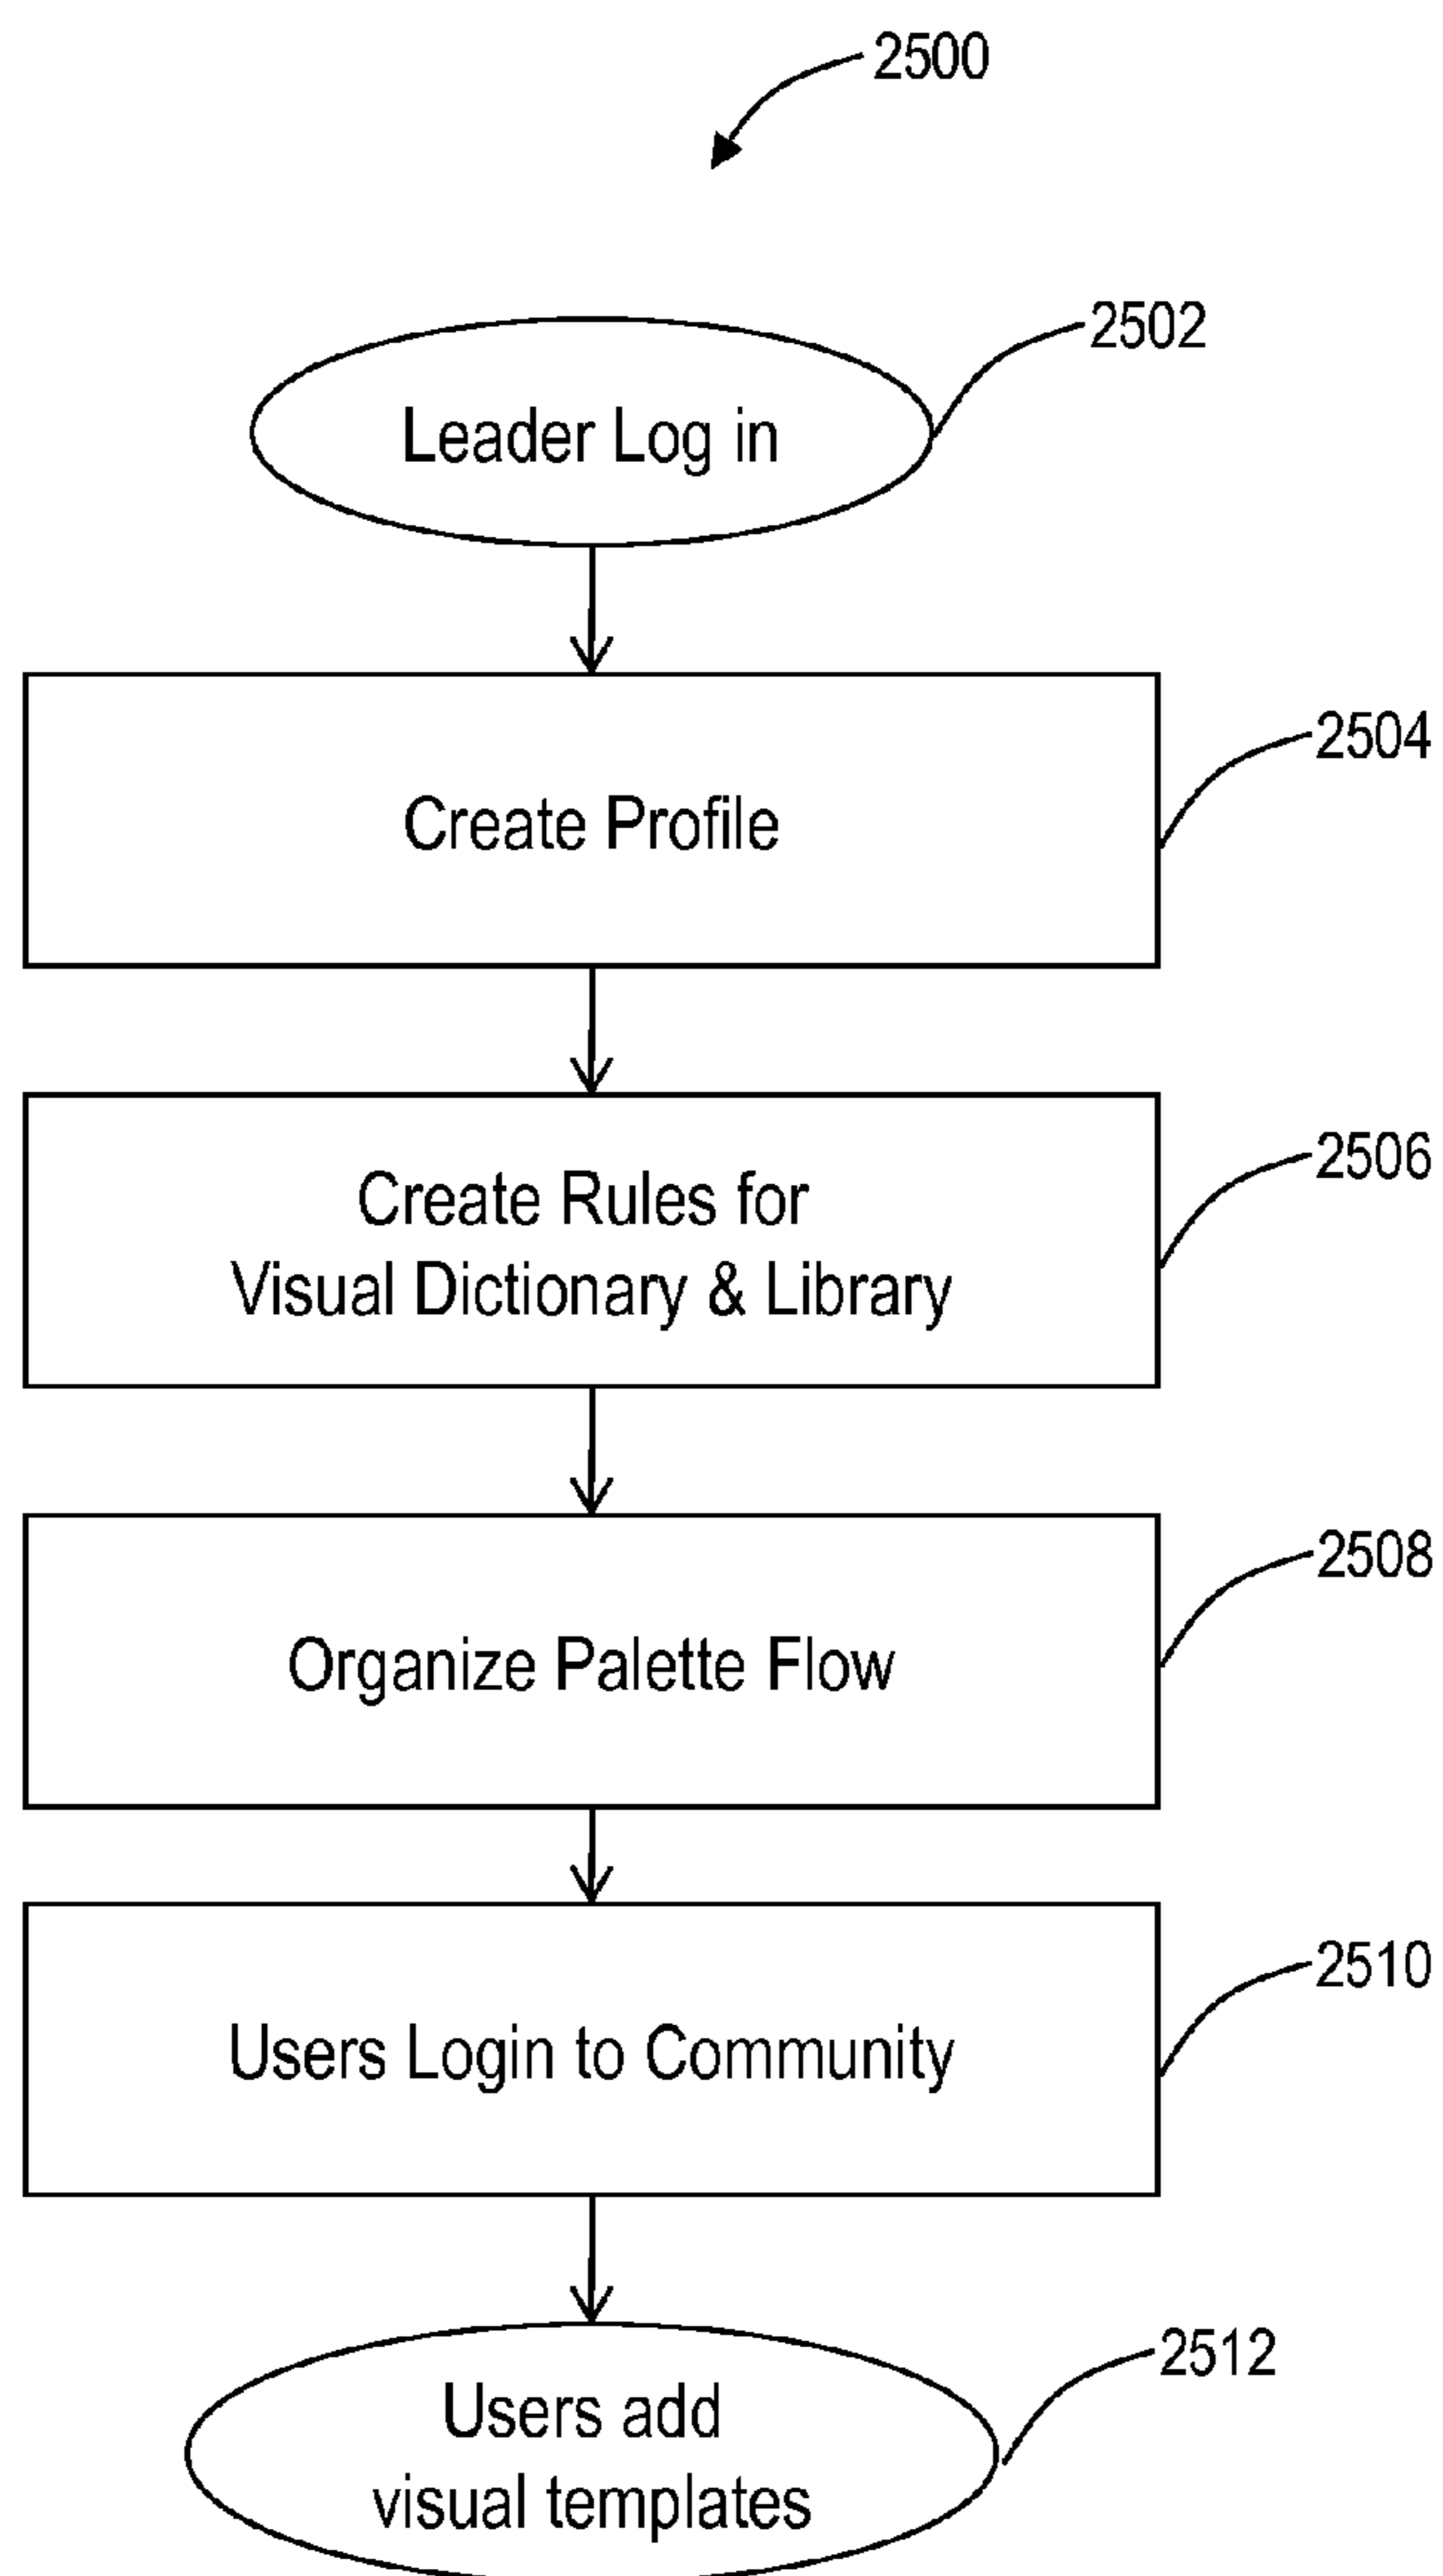 2500
2502
Leader Log in
2504
Create Profile
2506
Create Rules for
Visual Dictionary & Library
2508
Organize Palette Flow
2510
Users Login to Community
2512
Users add
visual templates